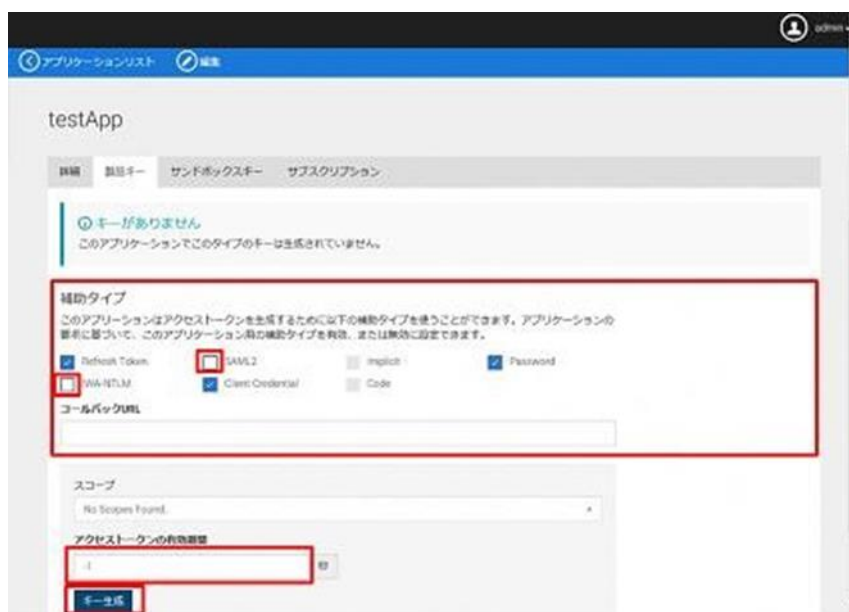 admin
アプリケーションリスト 編集
testApp
詳細 製品キー サンドボックスキー サブスクリプション
キーがありません
このアプリケーションでこのタイプのキーは生成されていません。
補助タイプ
このアプリーションはアクセストークンを生成するために以下の補助タイプを使うことができます。アプリケーションの
要求に基づいて、このアプリケーション用の補助タイプを有効、または無効に設定できます。
Refresh Token SAML2 Implicit Password
IWA-NTLM Client Credential Code
コールバックURL
スコープ
No Scopes Found.
アクセストークンの有効期間
-1 秒
キー生成